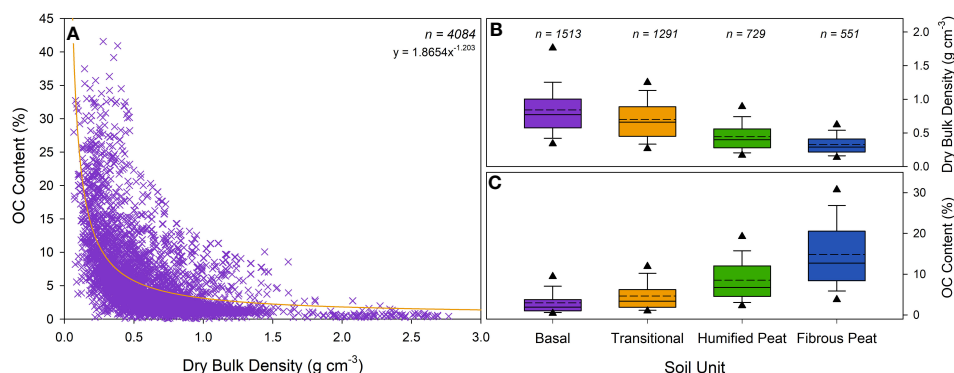 A
n = 4084
y = 1.8654x^-1.203
45
40
35
30
25
20
15
10
5
0
OC Content (%)
0.0 0.5 1.0 1.5 2.0 2.5 3.0
Dry Bulk Density (g cm^-3)
B
n = 1513 n = 1291 n = 729 n = 551
2.0
1.5
1.0
0.5
0.0
Dry Bulk Density (g cm^-3)
C
30
20
10
0
OC Content (%)
Basal Transitional Humified Peat Fibrous Peat
Soil Unit